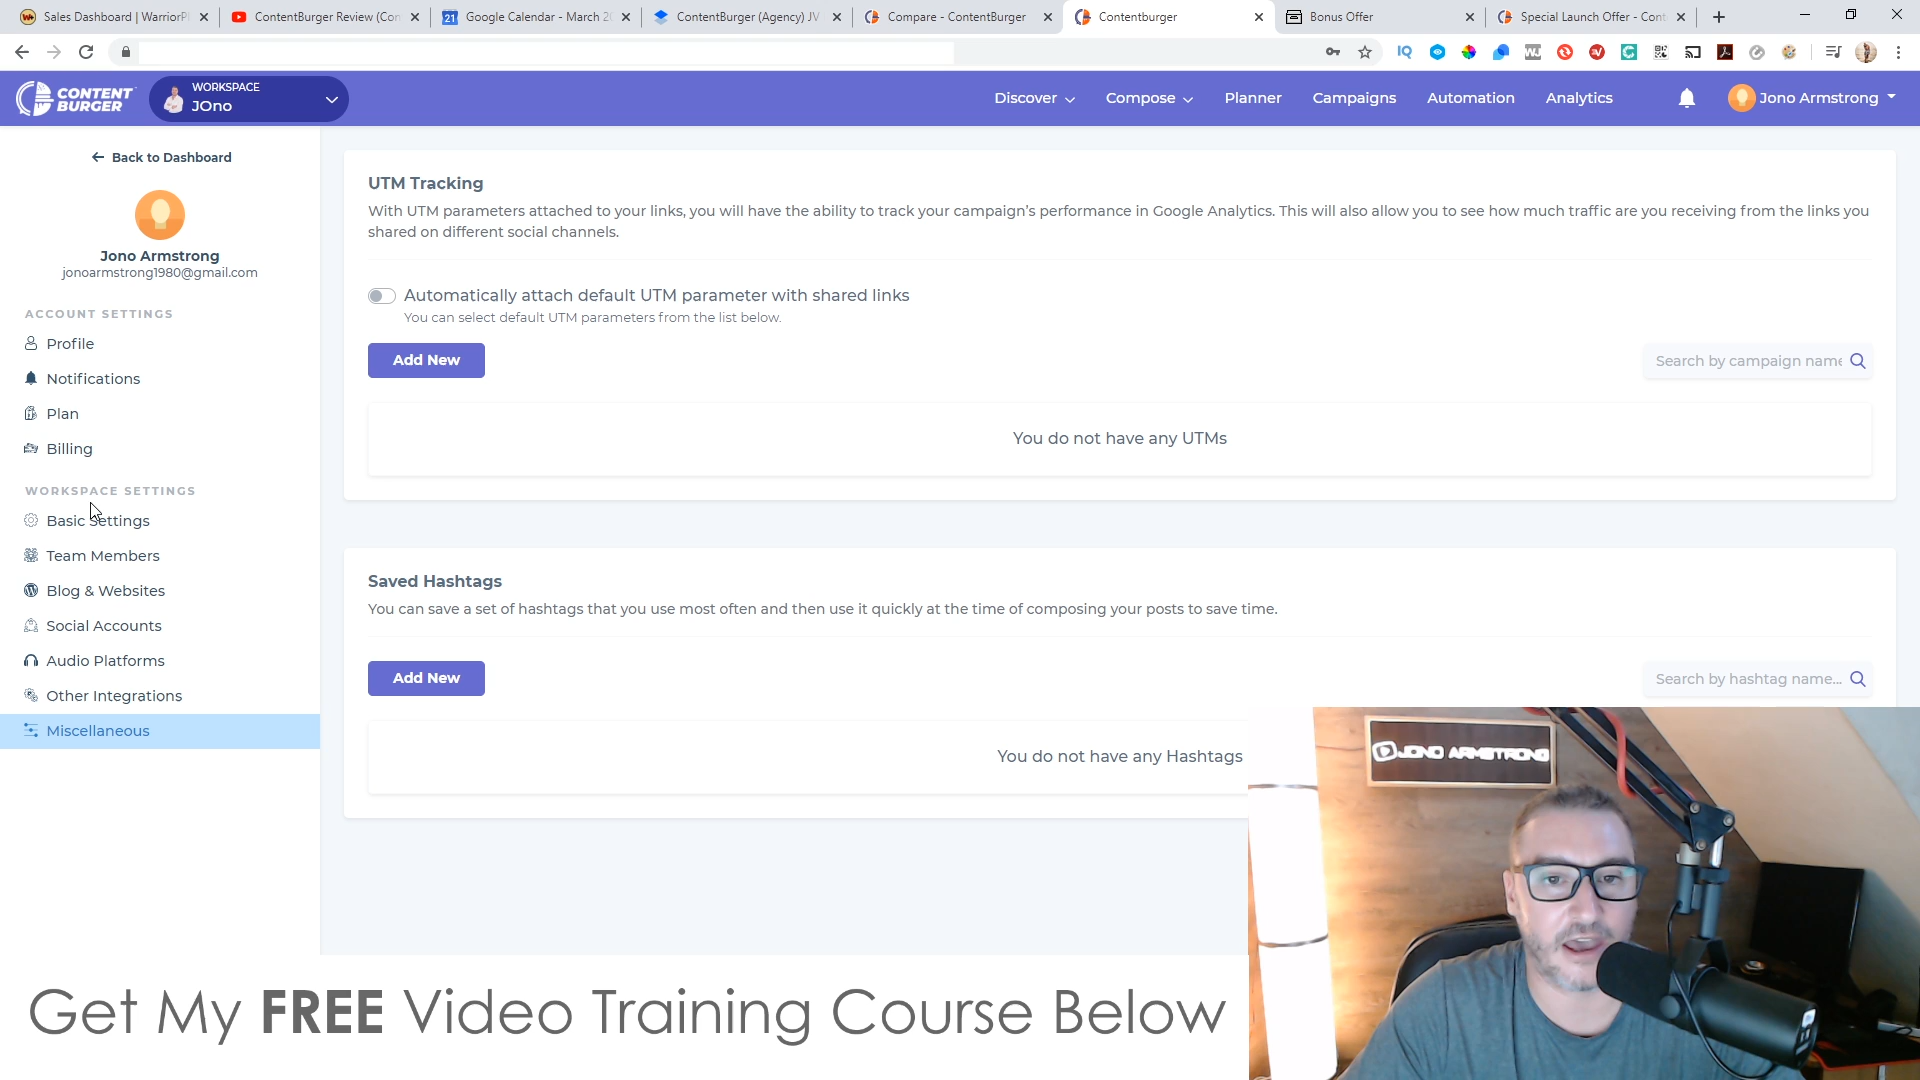 Sales Dashboard | WarriorP
ContentBurger Review (Con
Google Calendar - March 2
ContentBurger (Agency) JV
Compare - ContentBurger
Contentburger
Bonus Offer
Special Launch Offer - Cont
CONTENT
BURGER
WORKSPACE
JOno
Discover
Compose
Planner
Campaigns
Automation
Analytics
Jono Armstrong
Back to Dashboard
Jono Armstrong
jonoarmstrong1980@gmail.com
ACCOUNT SETTINGS
Profile
Notifications
Plan
Billing
WORKSPACE SETTINGS
Basic Settings
Team Members
Blog & Websites
Social Accounts
Audio Platforms
Other Integrations
Miscellaneous
UTM Tracking
With UTM parameters attached to your links, you will have the ability to track your campaign's performance in Google Analytics. This will also allow you to see how much traffic are you receiving from the links you
shared on different social channels.
Automatically attach default UTM parameter with shared links
You can select default UTM parameters from the list below.
Add New
Search by campaign name
You do not have any UTMs
Saved Hashtags
You can save a set of hashtags that you use most often and then use it quickly at the time of composing your posts to save time.
Add New
Search by hashtag name...
You do not have any Hashtags
JONO ARMSTRONG
Get My FREE Video Training Course Below